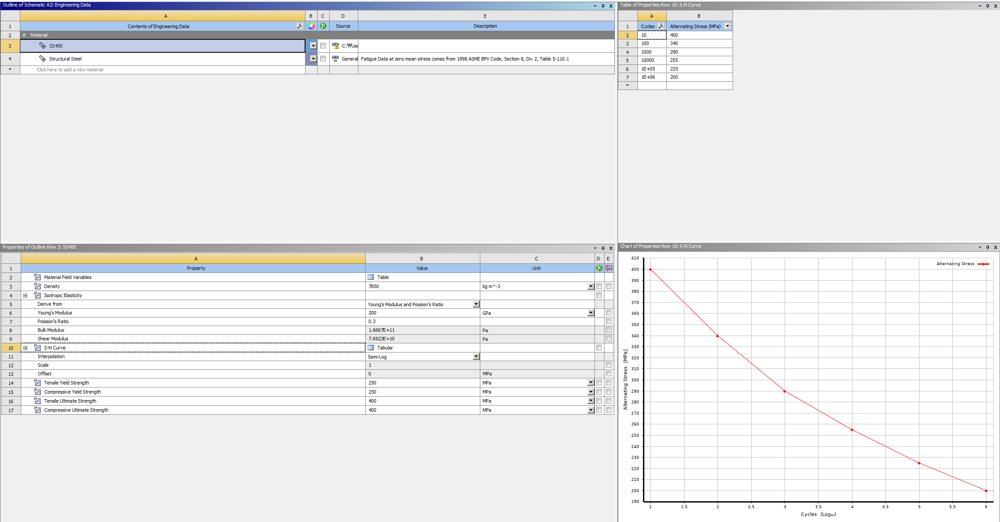 Outline of Schematic A2: Engineering Data
A B C D E
1 Contents of Engineering Data Source Description
2 Material
3 SS400 C:₩Use
4 Structural Steel General Fatigue Data at zero mean stress comes from 1998 ASME BPV Code, Section 8, Div 2, Table 5-110.1
* Click here to add a new material
Table of Properties Row 10: S-N Curve
A B
1 Cycles Alternating Stress (MPa)
2 10 400
3 100 340
4 1000 290
5 10000 255
6 1E+05 225
7 1E+06 200
*
Properties of Outline Row 3: SS400
A B C D E
1 Property Value Unit
2 Material Field Variables Table
3 Density 7850 kg m^-3
4 Isotropic Elasticity
5 Derive from Young's Modulus and Poisson's Ratio
6 Young's Modulus 200 GPa
7 Poisson's Ratio 0.3
8 Bulk Modulus 1.6667E+11 Pa
9 Shear Modulus 7.6923E+10 Pa
10 S-N Curve Tabular
11 Interpolation Semi-Log
12 Scale 1
13 Offset 0 MPa
14 Tensile Yield Strength 250 MPa
15 Compressive Yield Strength 250 MPa
16 Tensile Ultimate Strength 400 MPa
17 Compressive Ultimate Strength 400 MPa
Chart of Properties Row 10: S-N Curve
Alternating Stress
410
400
390
380
370
360
350
340
330
320
310
300
290
280
270
260
250
240
230
220
210
200
190
Alternating Stress [MPa]
1 1.5 2 2.5 3 3.5 4 4.5 5 5.5 6
Cycles (Log₁₀)